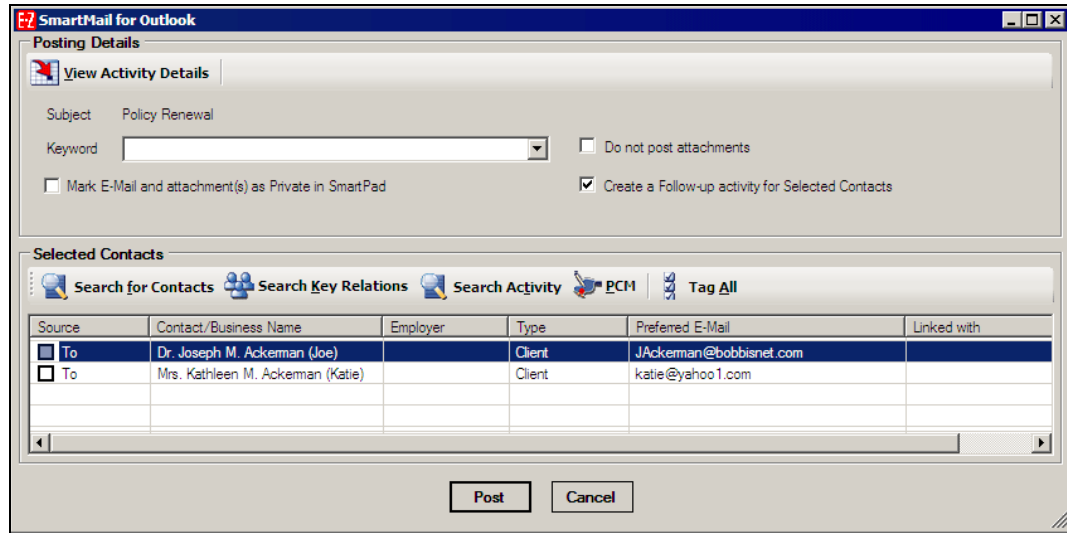 E-Z SmartMail for Outlook
Posting Details
View Activity Details
Subject Policy Renewal
Keyword Do not post attachments
Mark E-Mail and attachment(s) as Private in SmartPad Create a Follow-up activity for Selected Contacts
Selected Contacts
Search for Contacts Search Key Relations Search Activity PCM Tag All
Source Contact/Business Name Employer Type Preferred E-Mail Linked with
To Dr. Joseph M. Ackerman (Joe) Client JAckerman@bobbisnet.com
To Mrs. Kathleen M. Ackerman (Katie) Client katie@yahoo1.com
Post Cancel